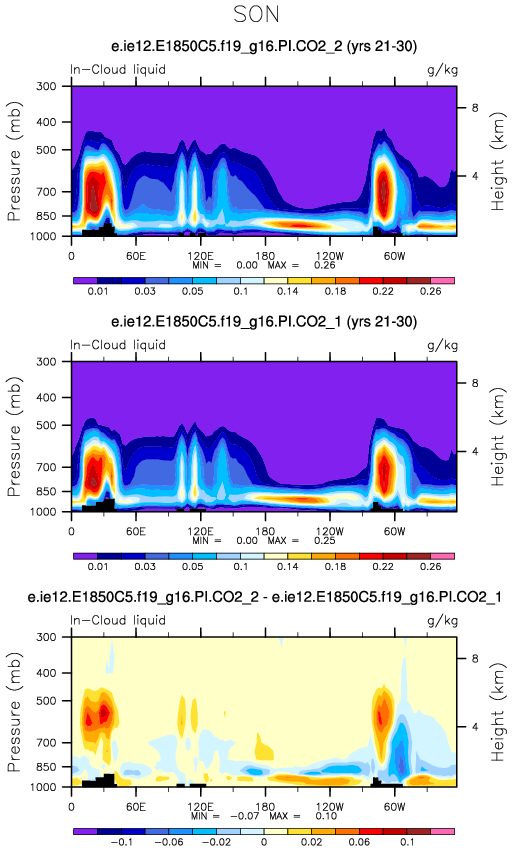 SON
e.ie12.E1850C5.f19_g16.PI.CO2_2 (yrs 21-30)
In-Cloud liquid g/kg
Pressure (mb)
Height (km)
300
400
500
700
850
1000
8
4
0 60E 120E 180 120W 60W
MIN = 0.00 MAX = 0.26
0.01 0.03 0.05 0.1 0.14 0.18 0.22 0.26
e.ie12.E1850C5.f19_g16.PI.CO2_1 (yrs 21-30)
In-Cloud liquid g/kg
Pressure (mb)
Height (km)
300
400
500
700
850
1000
8
4
0 60E 120E 180 120W 60W
MIN = 0.00 MAX = 0.25
0.01 0.03 0.05 0.1 0.14 0.18 0.22 0.26
e.ie12.E1850C5.f19_g16.PI.CO2_2 - e.ie12.E1850C5.f19_g16.PI.CO2_1
In-Cloud liquid g/kg
Pressure (mb)
Height (km)
300
400
500
700
850
1000
8
4
0 60E 120E 180 120W 60W
MIN = -0.07 MAX = 0.10
-0.1 -0.06 -0.02 0 0.02 0.06 0.1